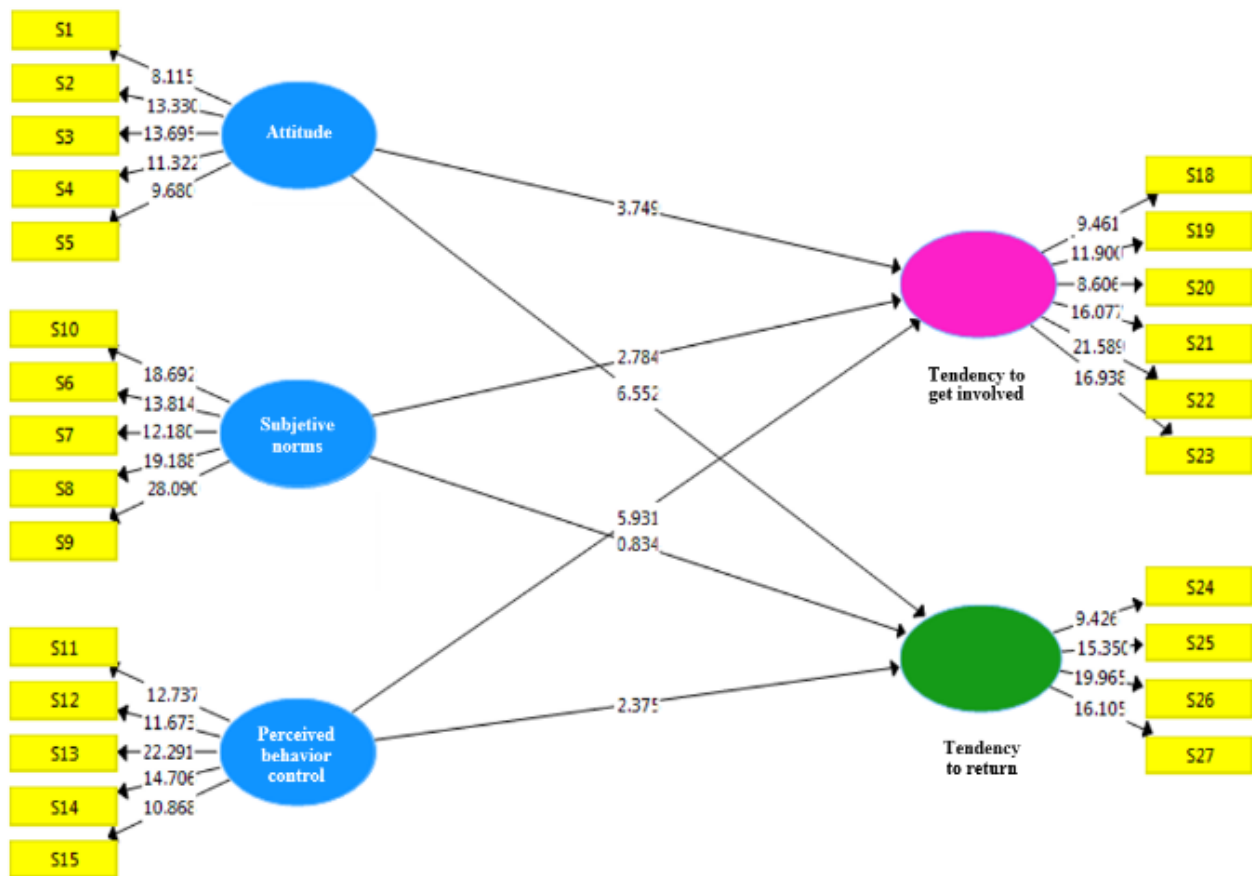 S1
S2
S3
S4
S5
8.115
13.330
13.695
11.322
9.680
Attitude
S10
S6
S7
S8
S9
18.692
13.814
12.180
19.188
28.090
Subjetive
norms
S11
S12
S13
S14
S15
12.737
11.673
22.291
14.706
10.868
Perceived
behavior
control
3.749
2.784
6.552
5.931
0.834
2.375
Tendency to
get involved
9.461
11.900
8.606
16.077
21.589
16.938
S18
S19
S20
S21
S22
S23
Tendency
to return
9.426
15.350
19.965
16.105
S24
S25
S26
S27